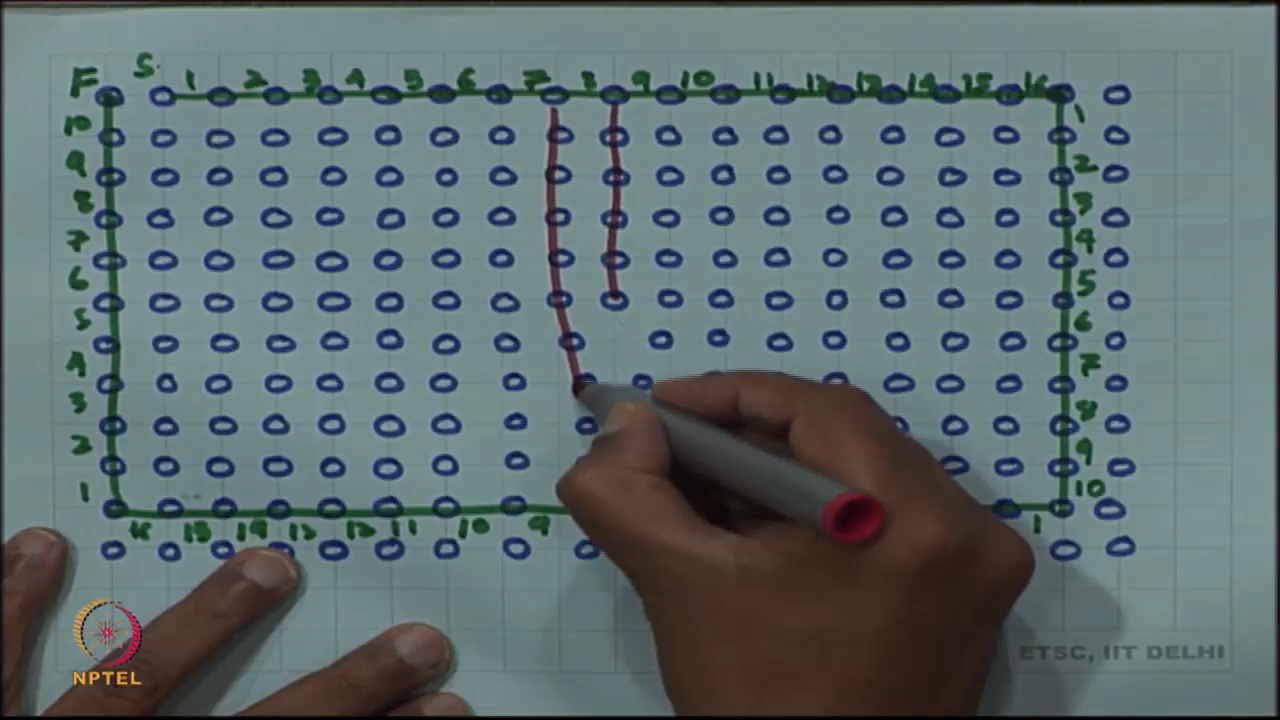 F S 1 2 3 4 5 6 7 8 9 10 11 12 13 14 15 16
10 1
9 2
8 3
7 4
6 5
5 6
4 7
3 8
2 9
1 10
15 14 13 12 11 10 9 1
NPTEL
ETSC, IIT DELHI